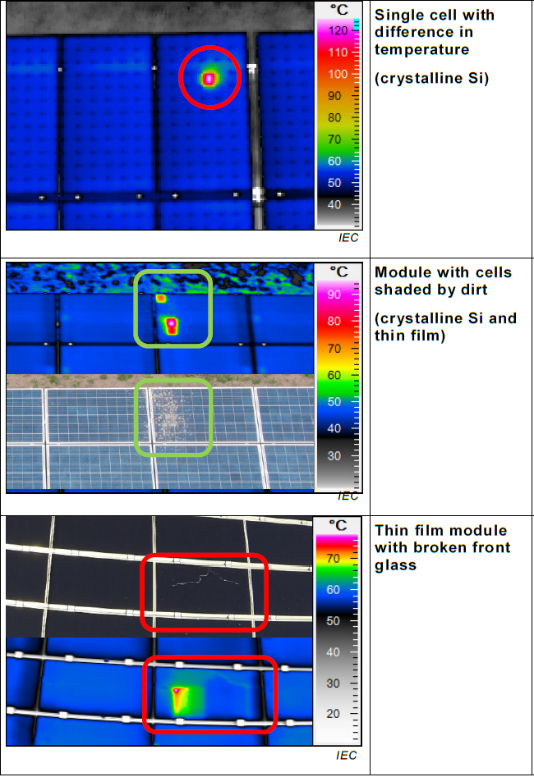 °C
120
110
100
90
80
70
60
50
40
IEC
Single cell with
difference in
temperature
(crystalline Si)
°C
90
80
70
60
50
40
30
IEC
Module with cells
shaded by dirt
(crystalline Si and
thin film)
°C
70
60
50
40
30
20
IEC
Thin film module
with broken front
glass